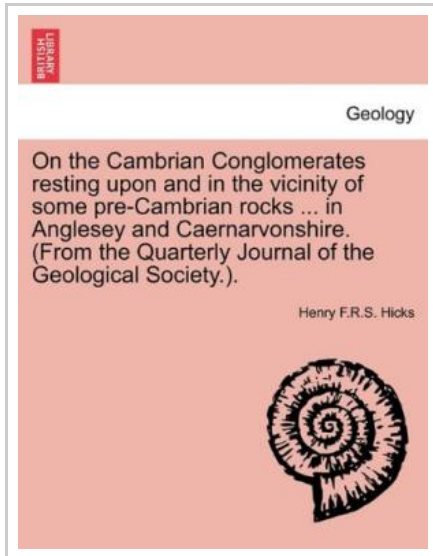 BRITISH
LIBRARY
Geology
On the Cambrian Conglomerates
resting upon and in the vicinity of
some pre-Cambrian rocks ... in
Anglesey and Caernarvonshire.
(From the Quarterly Journal of the
Geological Society.).
Henry F.R.S. Hicks